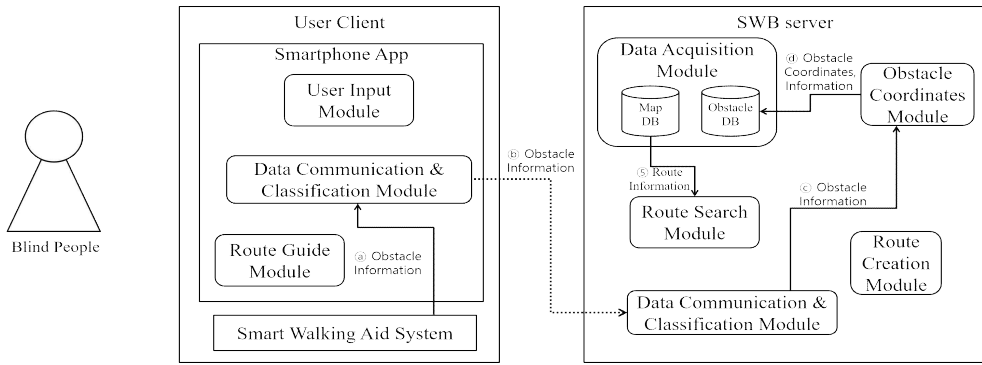 User Client
Smartphone App
User Input
Module
Data Communication &
Classification Module
Route Guide
Module
ⓐ Obstacle
Information
Smart Walking Aid System
Blind People
ⓑ Obstacle
Information
SWB server
Data Acquisition
Module
Map
DB
Obstacle
DB
ⓓ Obstacle
Coordinates,
Information
Obstacle
Coordinates
Module
⑤ Route
Information
ⓒ Obstacle
Information
Route Search
Module
Route
Creation
Module
Data Communication &
Classification Module